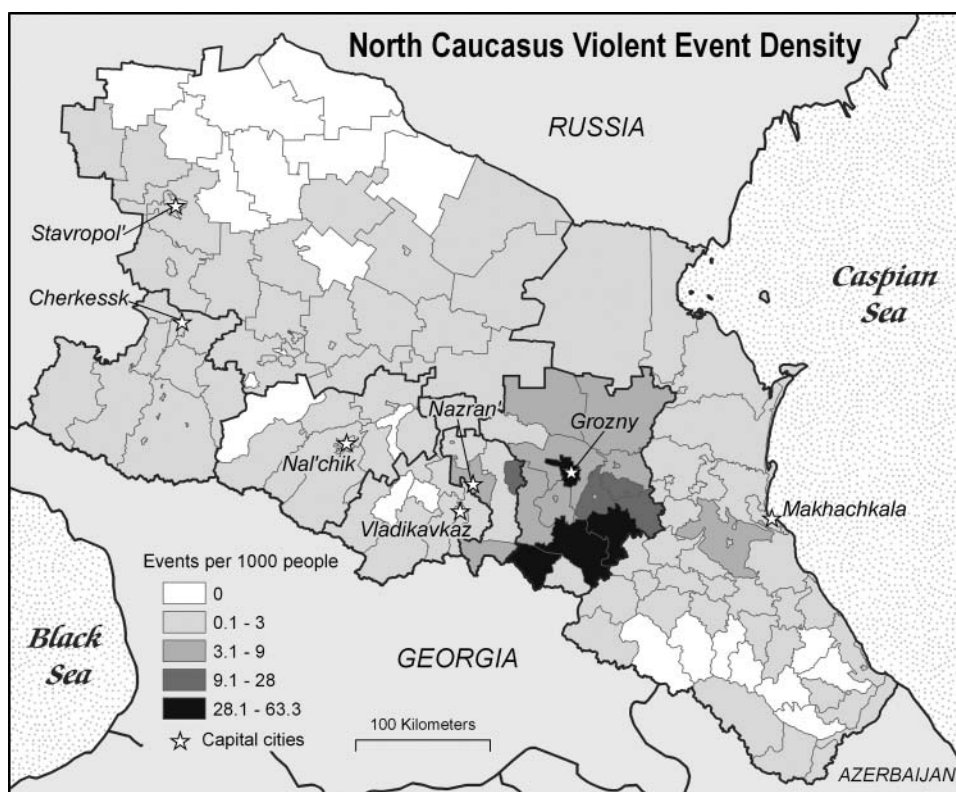 North Caucasus Violent Event Density
RUSSIA
Stavropol'
Caspian
Sea
Cherkessk
Nazran'
Grozny
Nal'chik
Makhachkala
Vladikavkaz
Events per 1000 people
0
0.1 - 3
3.1 - 9
9.1 - 28
28.1 - 63.3
Capital cities
Black
Sea
GEORGIA
100 Kilometers
AZERBAIJAN